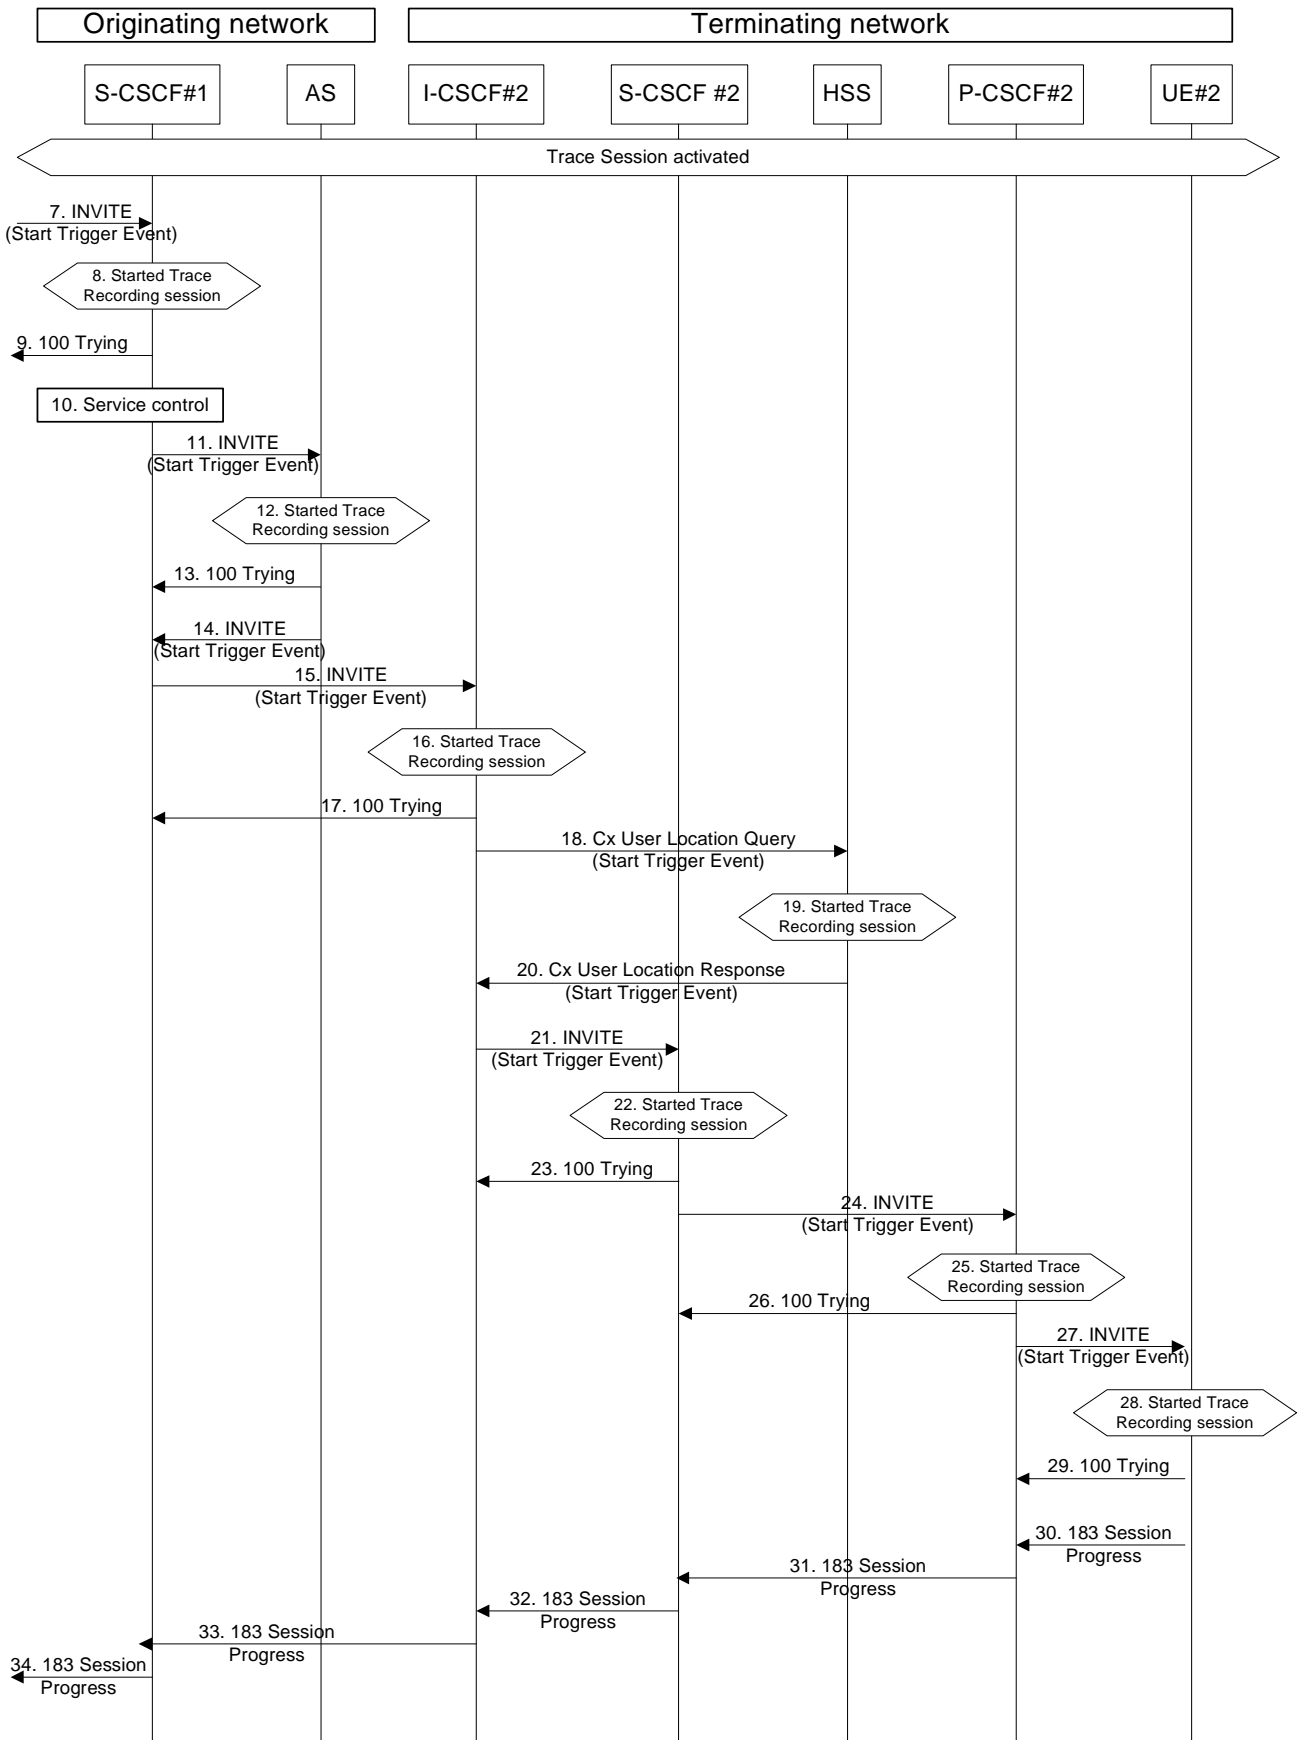 Originating network
Terminating network
S-CSCF#1
AS
I-CSCF#2
S-CSCF #2
HSS
P-CSCF#2
UE#2
Trace Session activated
7. INVITE
(Start Trigger Event)
8. Started Trace
Recording session
9. 100 Trying
10. Service control
11. INVITE
(Start Trigger Event)
12. Started Trace
Recording session
13. 100 Trying
14. INVITE
(Start Trigger Event)
15. INVITE
(Start Trigger Event)
16. Started Trace
Recording session
17. 100 Trying
18. Cx User Location Query
(Start Trigger Event)
19. Started Trace
Recording session
20. Cx User Location Response
(Start Trigger Event)
21. INVITE
(Start Trigger Event)
22. Started Trace
Recording session
23. 100 Trying
24. INVITE
(Start Trigger Event)
25. Started Trace
Recording session
26. 100 Trying
27. INVITE
(Start Trigger Event)
28. Started Trace
Recording session
29. 100 Trying
30. 183 Session
Progress
31. 183 Session
Progress
32. 183 Session
Progress
33. 183 Session
Progress
34. 183 Session
Progress